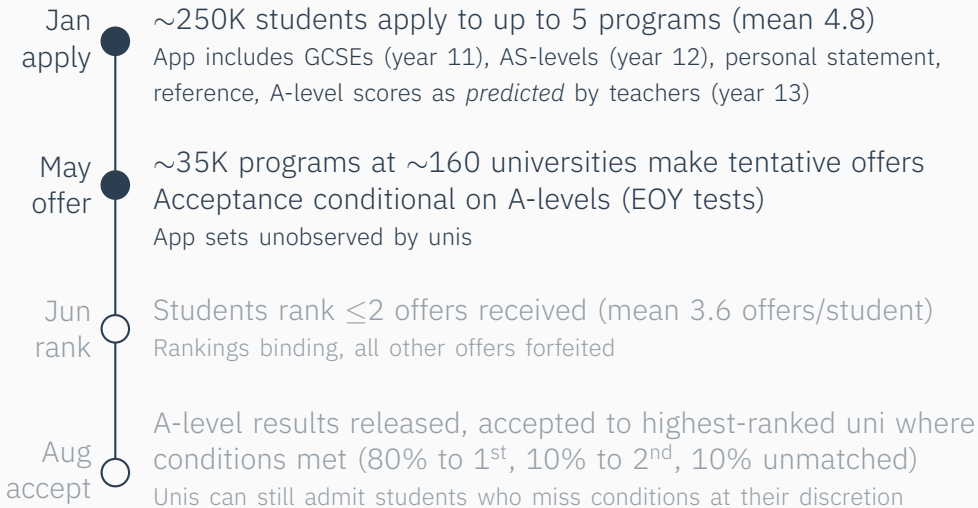 Jan
apply
~250K students apply to up to 5 programs (mean 4.8)
App includes GCSEs (year 11), AS-levels (year 12), personal statement,
reference, A-level scores as predicted by teachers (year 13)
May
offer
~35K programs at ~160 universities make tentative offers
Acceptance conditional on A-levels (EOY tests)
App sets unobserved by unis
Jun
rank
Students rank ≤2 offers received (mean 3.6 offers/student)
Rankings binding, all other offers forfeited
Aug
accept
A-level results released, accepted to highest-ranked uni where
conditions met (80% to 1st, 10% to 2nd, 10% unmatched)
Unis can still admit students who miss conditions at their discretion